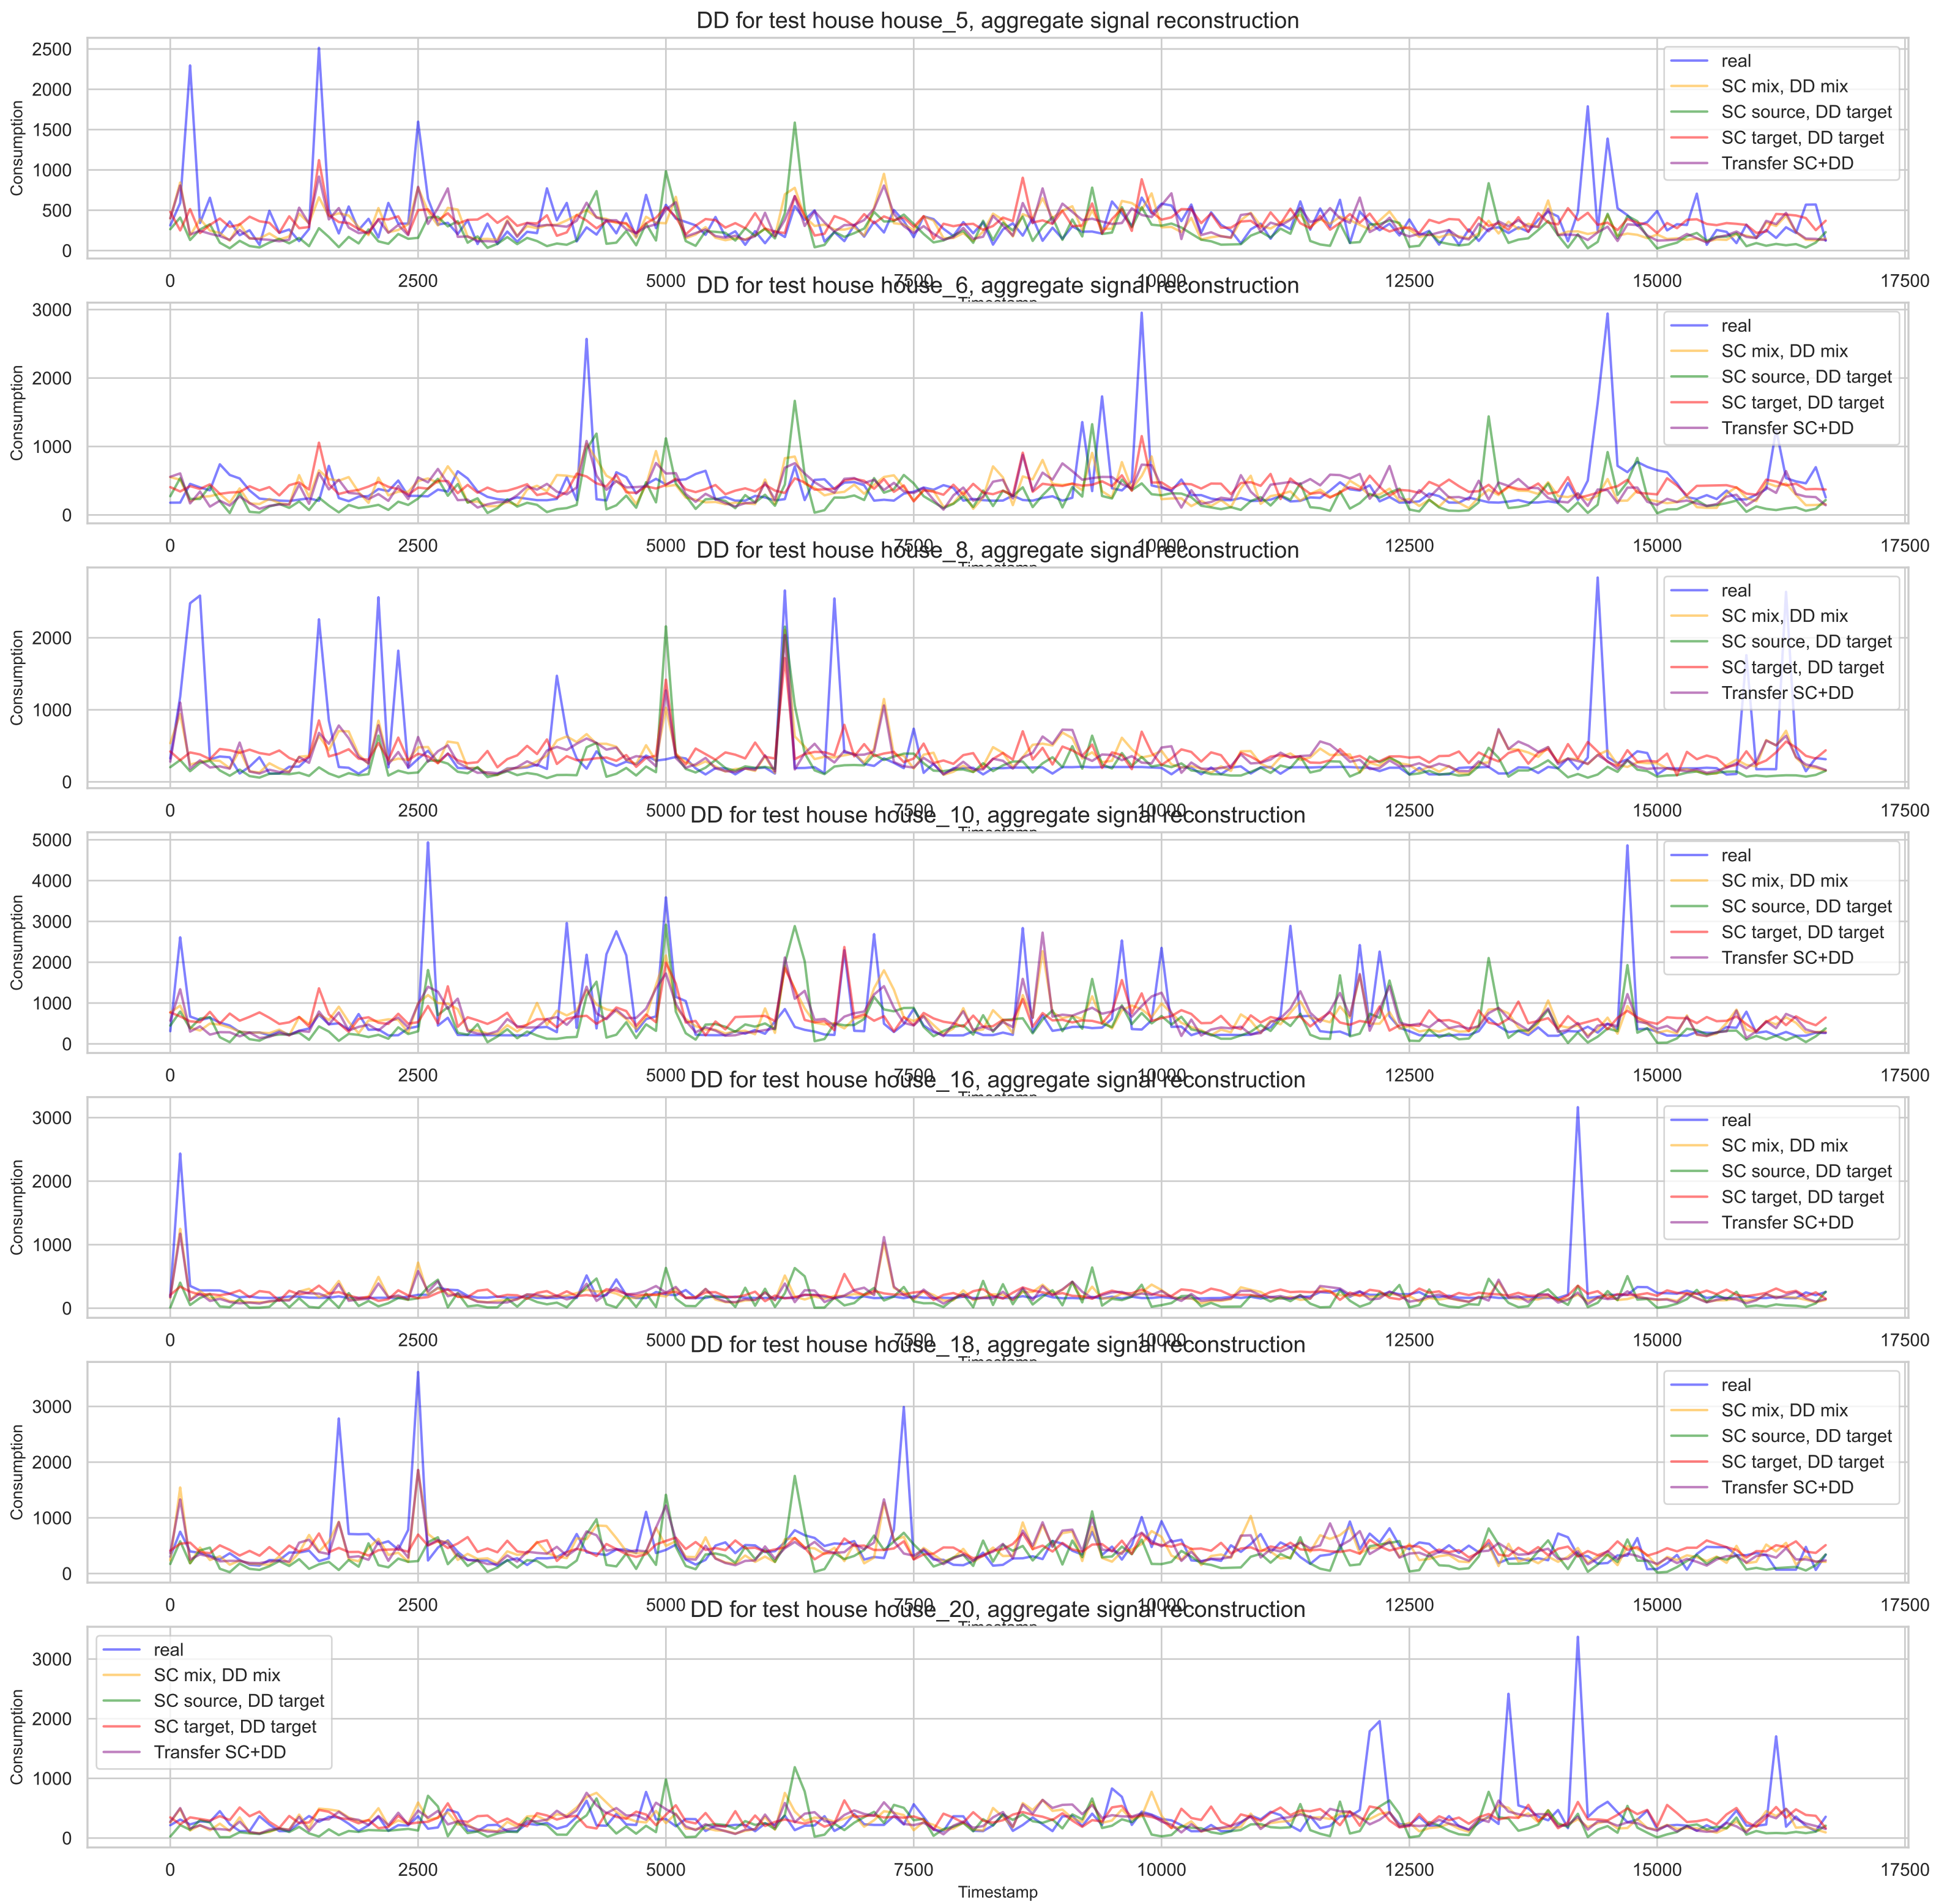 DD for test house house_5, aggregate signal reconstruction
2500
2000
1500
1000
500
0
Consumption
real
SC mix, DD mix
SC source, DD target
SC target, DD target
Transfer SC+DD
0 2500 5000 7500 10000 12500 15000 17500
Timestamp
DD for test house house_6, aggregate signal reconstruction
3000
2000
1000
0
Consumption
real
SC mix, DD mix
SC source, DD target
SC target, DD target
Transfer SC+DD
0 2500 5000 7500 10000 12500 15000 17500
Timestamp
DD for test house house_8, aggregate signal reconstruction
2000
1000
0
Consumption
real
SC mix, DD mix
SC source, DD target
SC target, DD target
Transfer SC+DD
0 2500 5000 7500 10000 12500 15000 17500
Timestamp
DD for test house house_10, aggregate signal reconstruction
5000
4000
3000
2000
1000
0
Consumption
real
SC mix, DD mix
SC source, DD target
SC target, DD target
Transfer SC+DD
0 2500 5000 7500 10000 12500 15000 17500
Timestamp
DD for test house house_16, aggregate signal reconstruction
3000
2000
1000
0
Consumption
real
SC mix, DD mix
SC source, DD target
SC target, DD target
Transfer SC+DD
0 2500 5000 7500 10000 12500 15000 17500
Timestamp
DD for test house house_18, aggregate signal reconstruction
3000
2000
1000
0
Consumption
real
SC mix, DD mix
SC source, DD target
SC target, DD target
Transfer SC+DD
0 2500 5000 7500 10000 12500 15000 17500
Timestamp
DD for test house house_20, aggregate signal reconstruction
3000
2000
1000
0
Consumption
real
SC mix, DD mix
SC source, DD target
SC target, DD target
Transfer SC+DD
0 2500 5000 7500 10000 12500 15000 17500
Timestamp